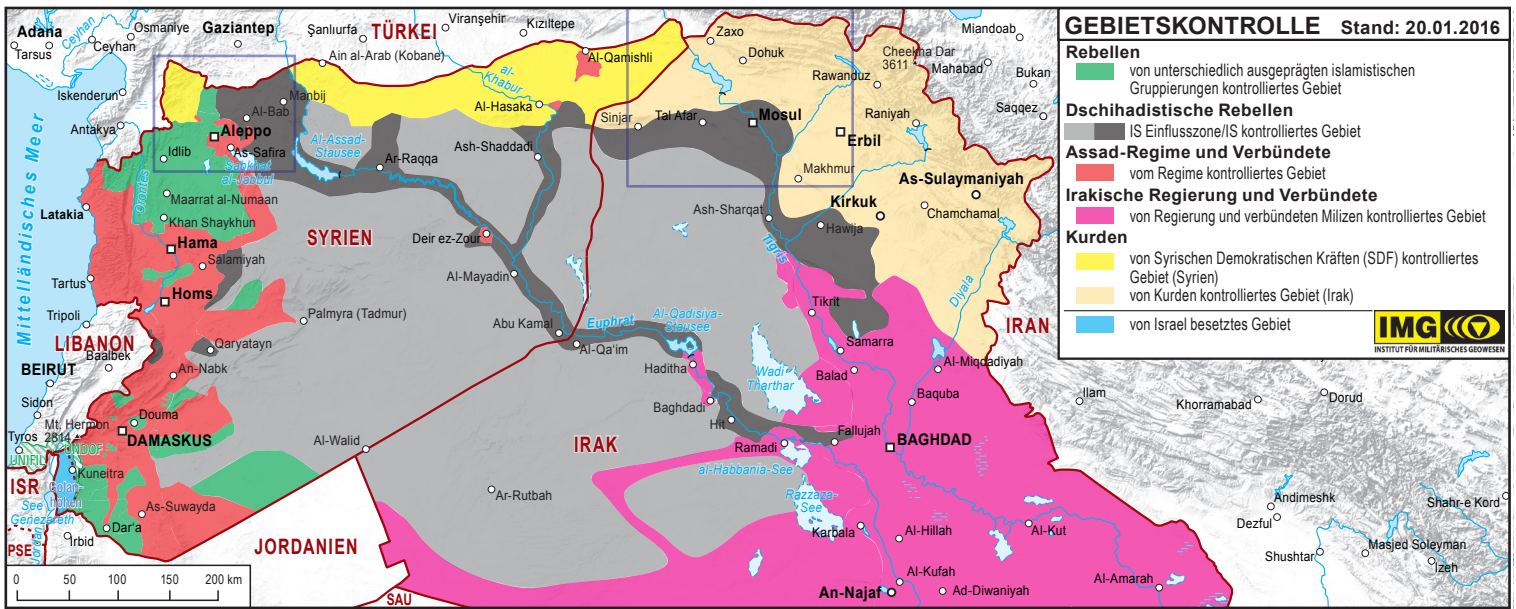 GEBIETSKONTROLLE Stand: 20.01.2016
Rebellen
von unterschiedlich ausgeprägten islamistischen
Gruppierungen kontrolliertes Gebiet
Dschihadistische Rebellen
IS Einflusszone/IS kontrolliertes Gebiet
Assad-Regime und Verbündete
vom Regime kontrolliertes Gebiet
Irakische Regierung und Verbündete
von Regierung und verbündeten Milizen kontrolliertes Gebiet
Kurden
von Syrischen Demokratischen Kräften (SDF) kontrolliertes
Gebiet (Syrien)
von Kurden kontrolliertes Gebiet (Irak)
von Israel besetztes Gebiet
IMG
INSTITUT FÜR MILITÄRISCHES GEOWESEN
Adana
Tarsus
Ceyhan
Ceyhan
Osmaniye
Gaziantep
Şanlıurfa
TÜRKEI
Viranşehir
Kızıltepe
Ain al-Arab (Kobane)
Al-Qamishli
al-
Khabur
Zaxo
Dohuk
Cheekha Dar
3611
Miandoab
Mahabad
Bukan
Saqqez
Rawanduz
Raniyah
Iskenderun
Antakya
Manbij
Al-Bab
Aleppo
As-Safira
Sabkhat
al-Jabbul
Idlib
Al-Assad-
Stausee
Ar-Raqqa
Al-Hasaka
Ash-Shaddadi
Sinjar
Tal Afar
Mosul
Erbil
Makhmur
As-Sulaymaniyah
Chamchamal
Kirkuk
Hawija
Ash-Sharqat
Tigris
Diyala
Mittelländisches Meer
Orontes
Maarrat al-Numaan
Khan Shaykhun
Latakia
Hama
Salamiyah
SYRIEN
Deir ez-Zour
Al-Mayadin
Tartus
Homs
Palmyra (Tadmur)
Abu Kamal
Euphrat
Al-Qadisiya-
Stausee
Al-Qa'im
Haditha
Tikrit
Samarra
Balad
Al-Miqdadiyah
IRAN
Tripoli
LIBANON
Baalbek
BEIRUT
Qaryatayn
An-Nabk
Wadi
Tharthar
Baghdadi
Hit
Baquba
Ilam
Khorramabad
Dorud
Sidon
Mt. Hermon
2814
Douma
DAMASKUS
Al-Walid
IRAK
Ramadi
Fallujah
BAGHDAD
Tyros
UNIFIL
UNDOF
Kuneitra
Golan-
höhen
ISR
See
Genezareth
al-Habbania-See
Razzaza-
See
Ar-Rutbah
As-Suwayda
Dar'a
Irbid
Jordan
PSE
JORDANIEN
SAU
Karbala
Al-Hillah
Al-Kut
Al-Kufah
An-Najaf
Ad-Diwaniyah
Al-Amarah
Andimeshk
Dezful
Shahr-e Kord
Shushtar
Masjed Soleyman
Izeh
0 50 100 150 200 km